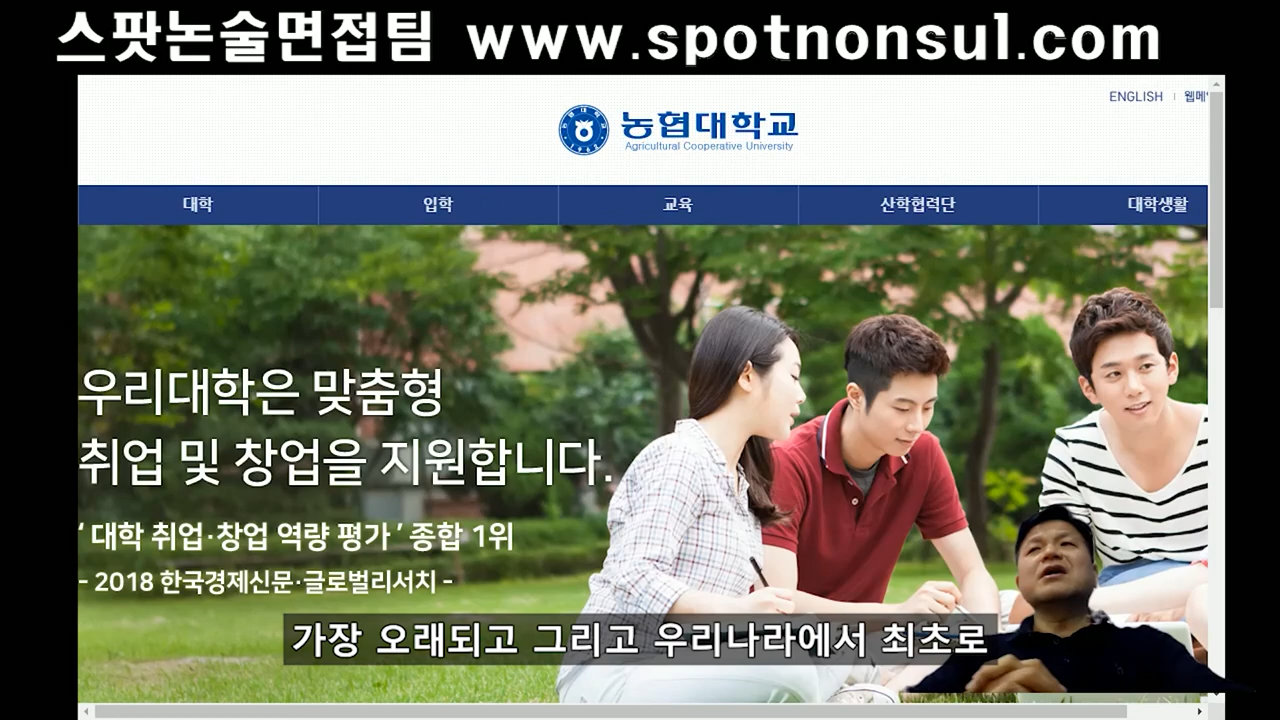 스팟논술면접팀 www.spotnonsul.com
ENGLISH
농협대학교
Agricultural Cooperative University
대학 입학 교육 산학협력단 대학생활
우리대학은 맞춤형
취업 및 창업을 지원합니다.
‘ 대학 취업·창업 역량 평가 ’ 종합 1위
- 2018 한국경제신문·글로벌리서치 -
가장 오래되고 그리고 우리나라에서 최초로